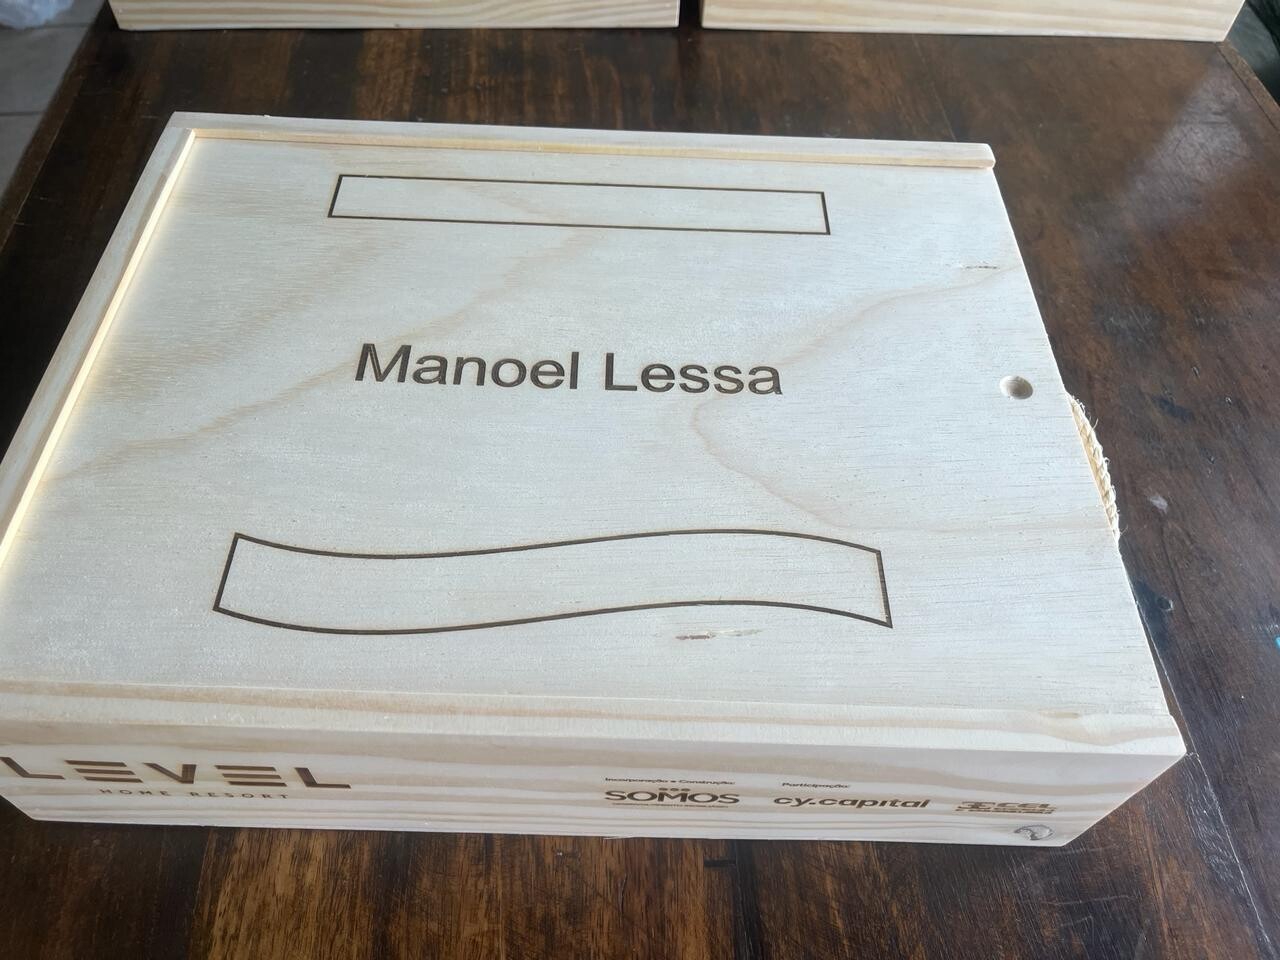 Manoel Lessa
LEVEL
HOME RESORT
Incorporação e Construção:
SOMOS
Participação:
cy.capital